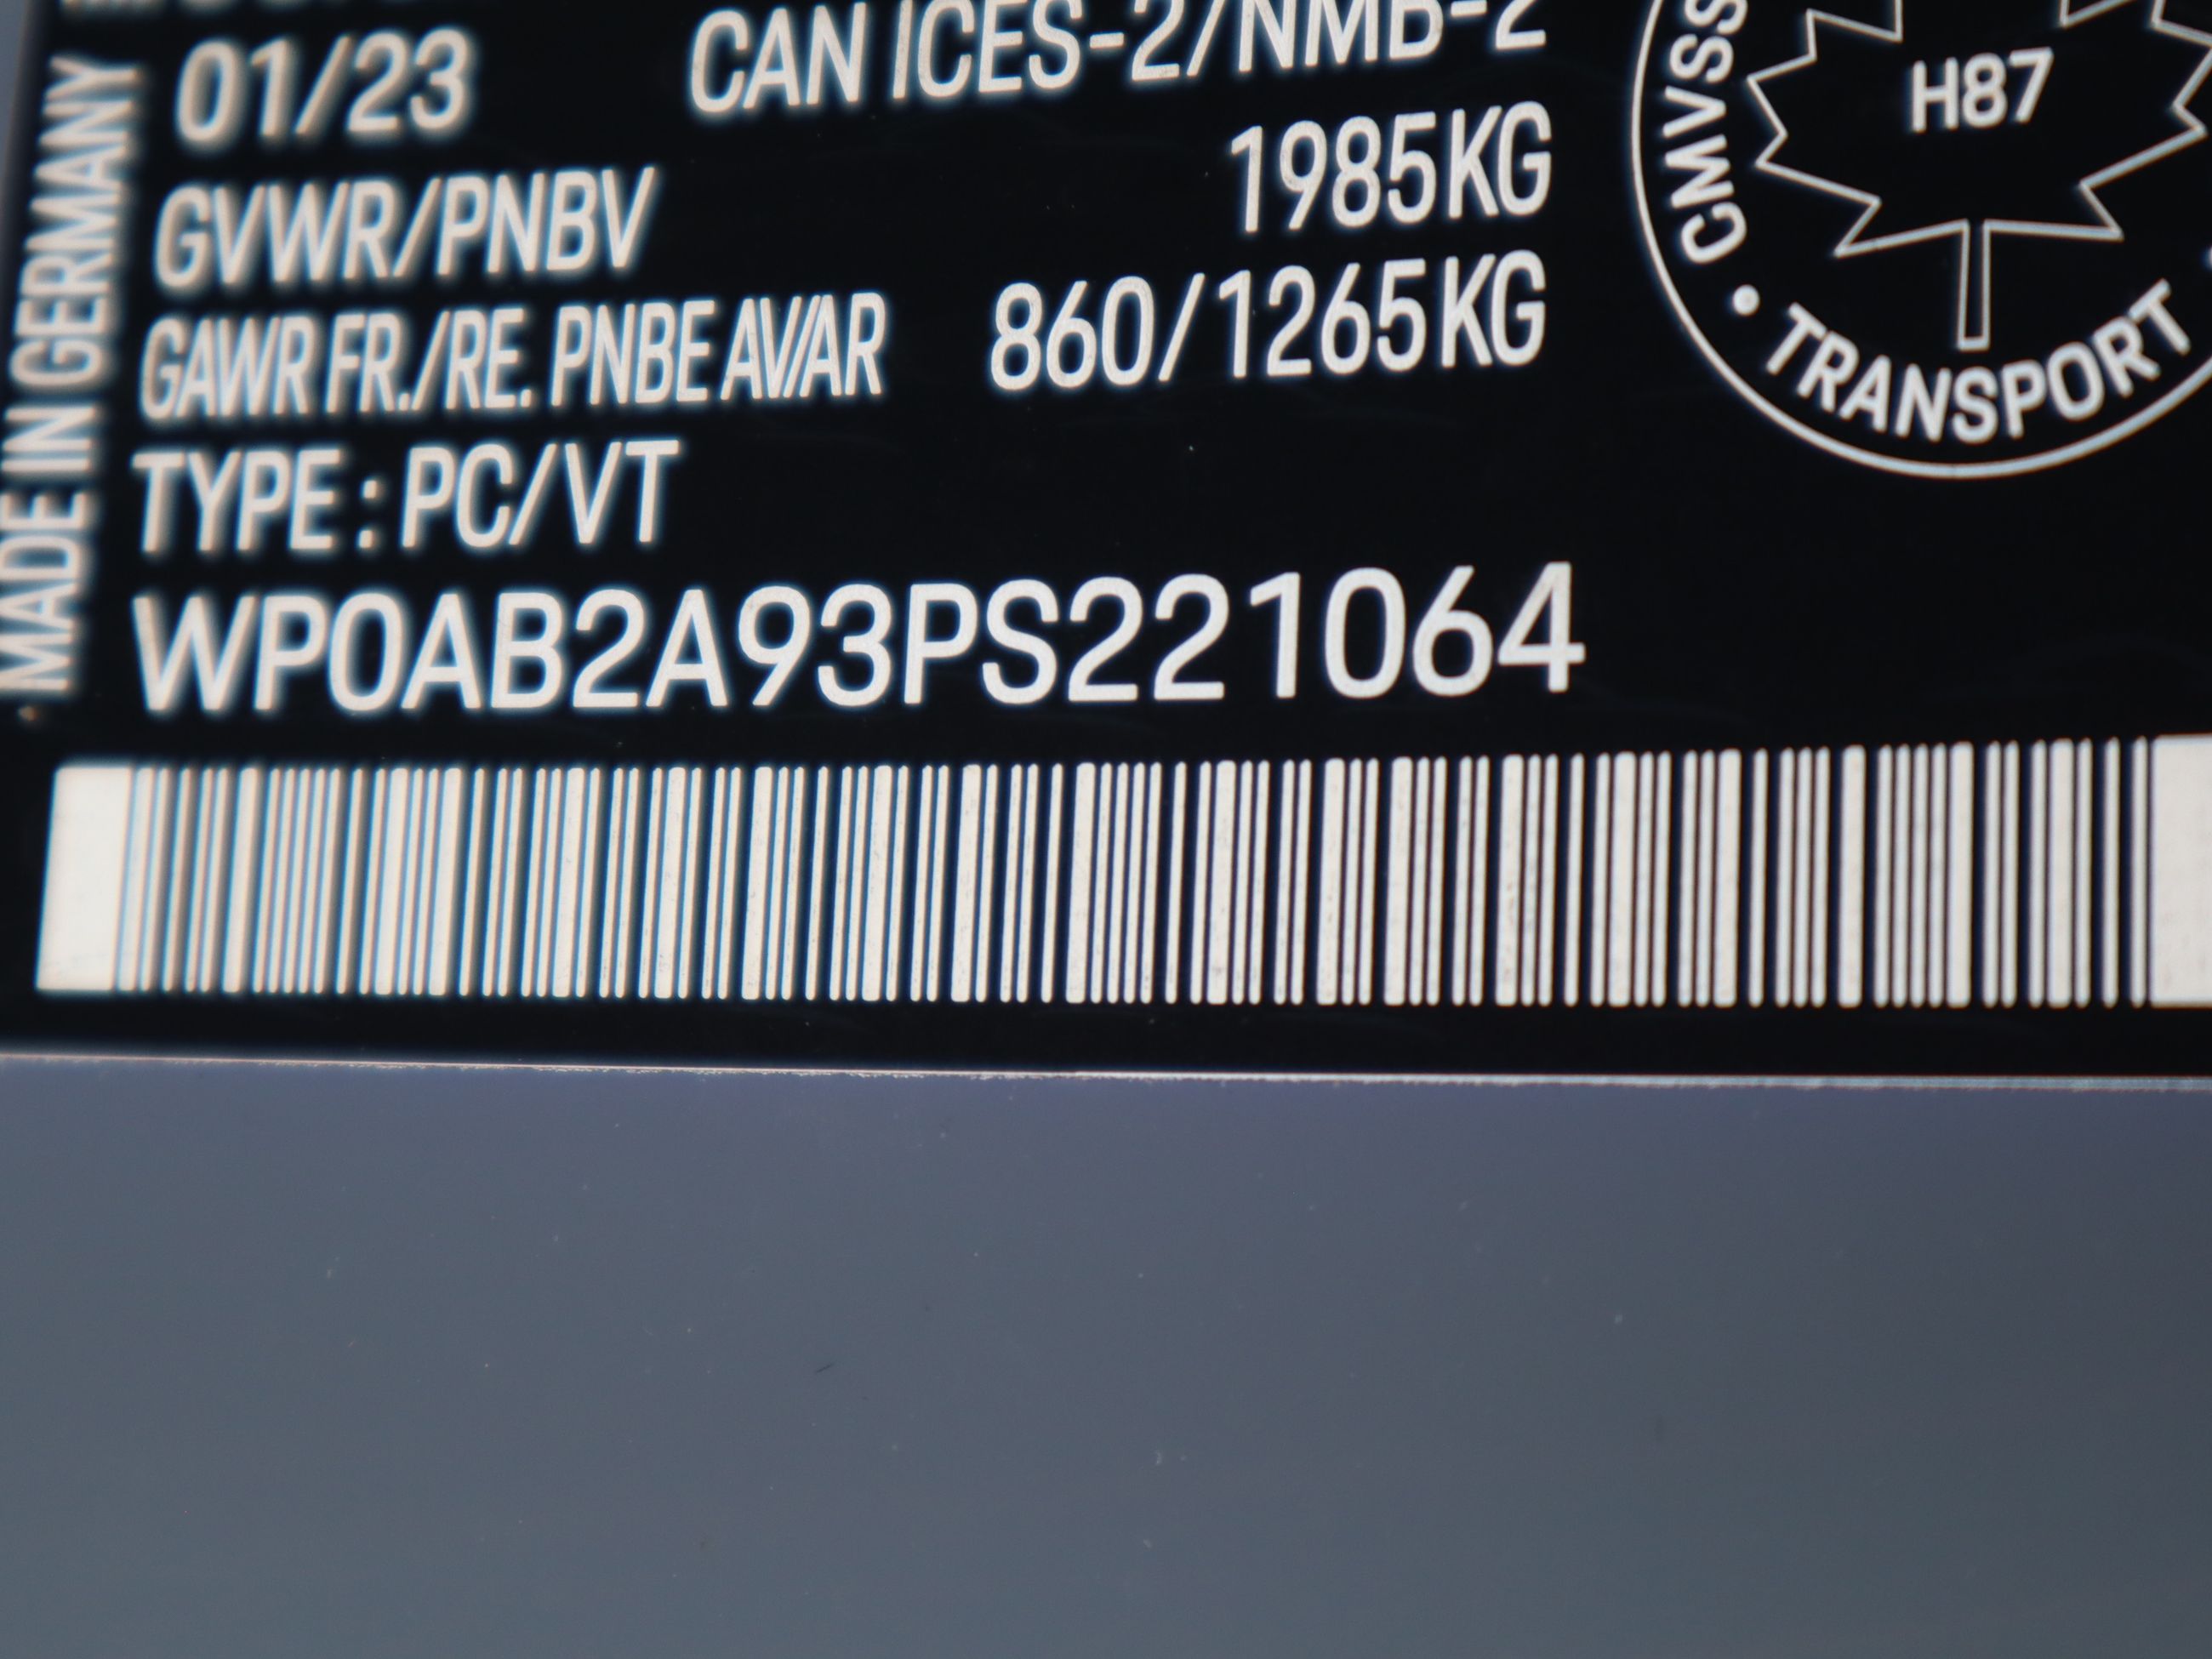 MADE IN GERMANY
01/23 CAN ICES-2/NMB-2
GVWR/PNBV 1985KG
GAWR FR./RE. PNBE AV/AR 860/1265KG
TYPE : PC/VT
WP0AB2A93PS221064
H87
CMVSS
• TRANSPORT